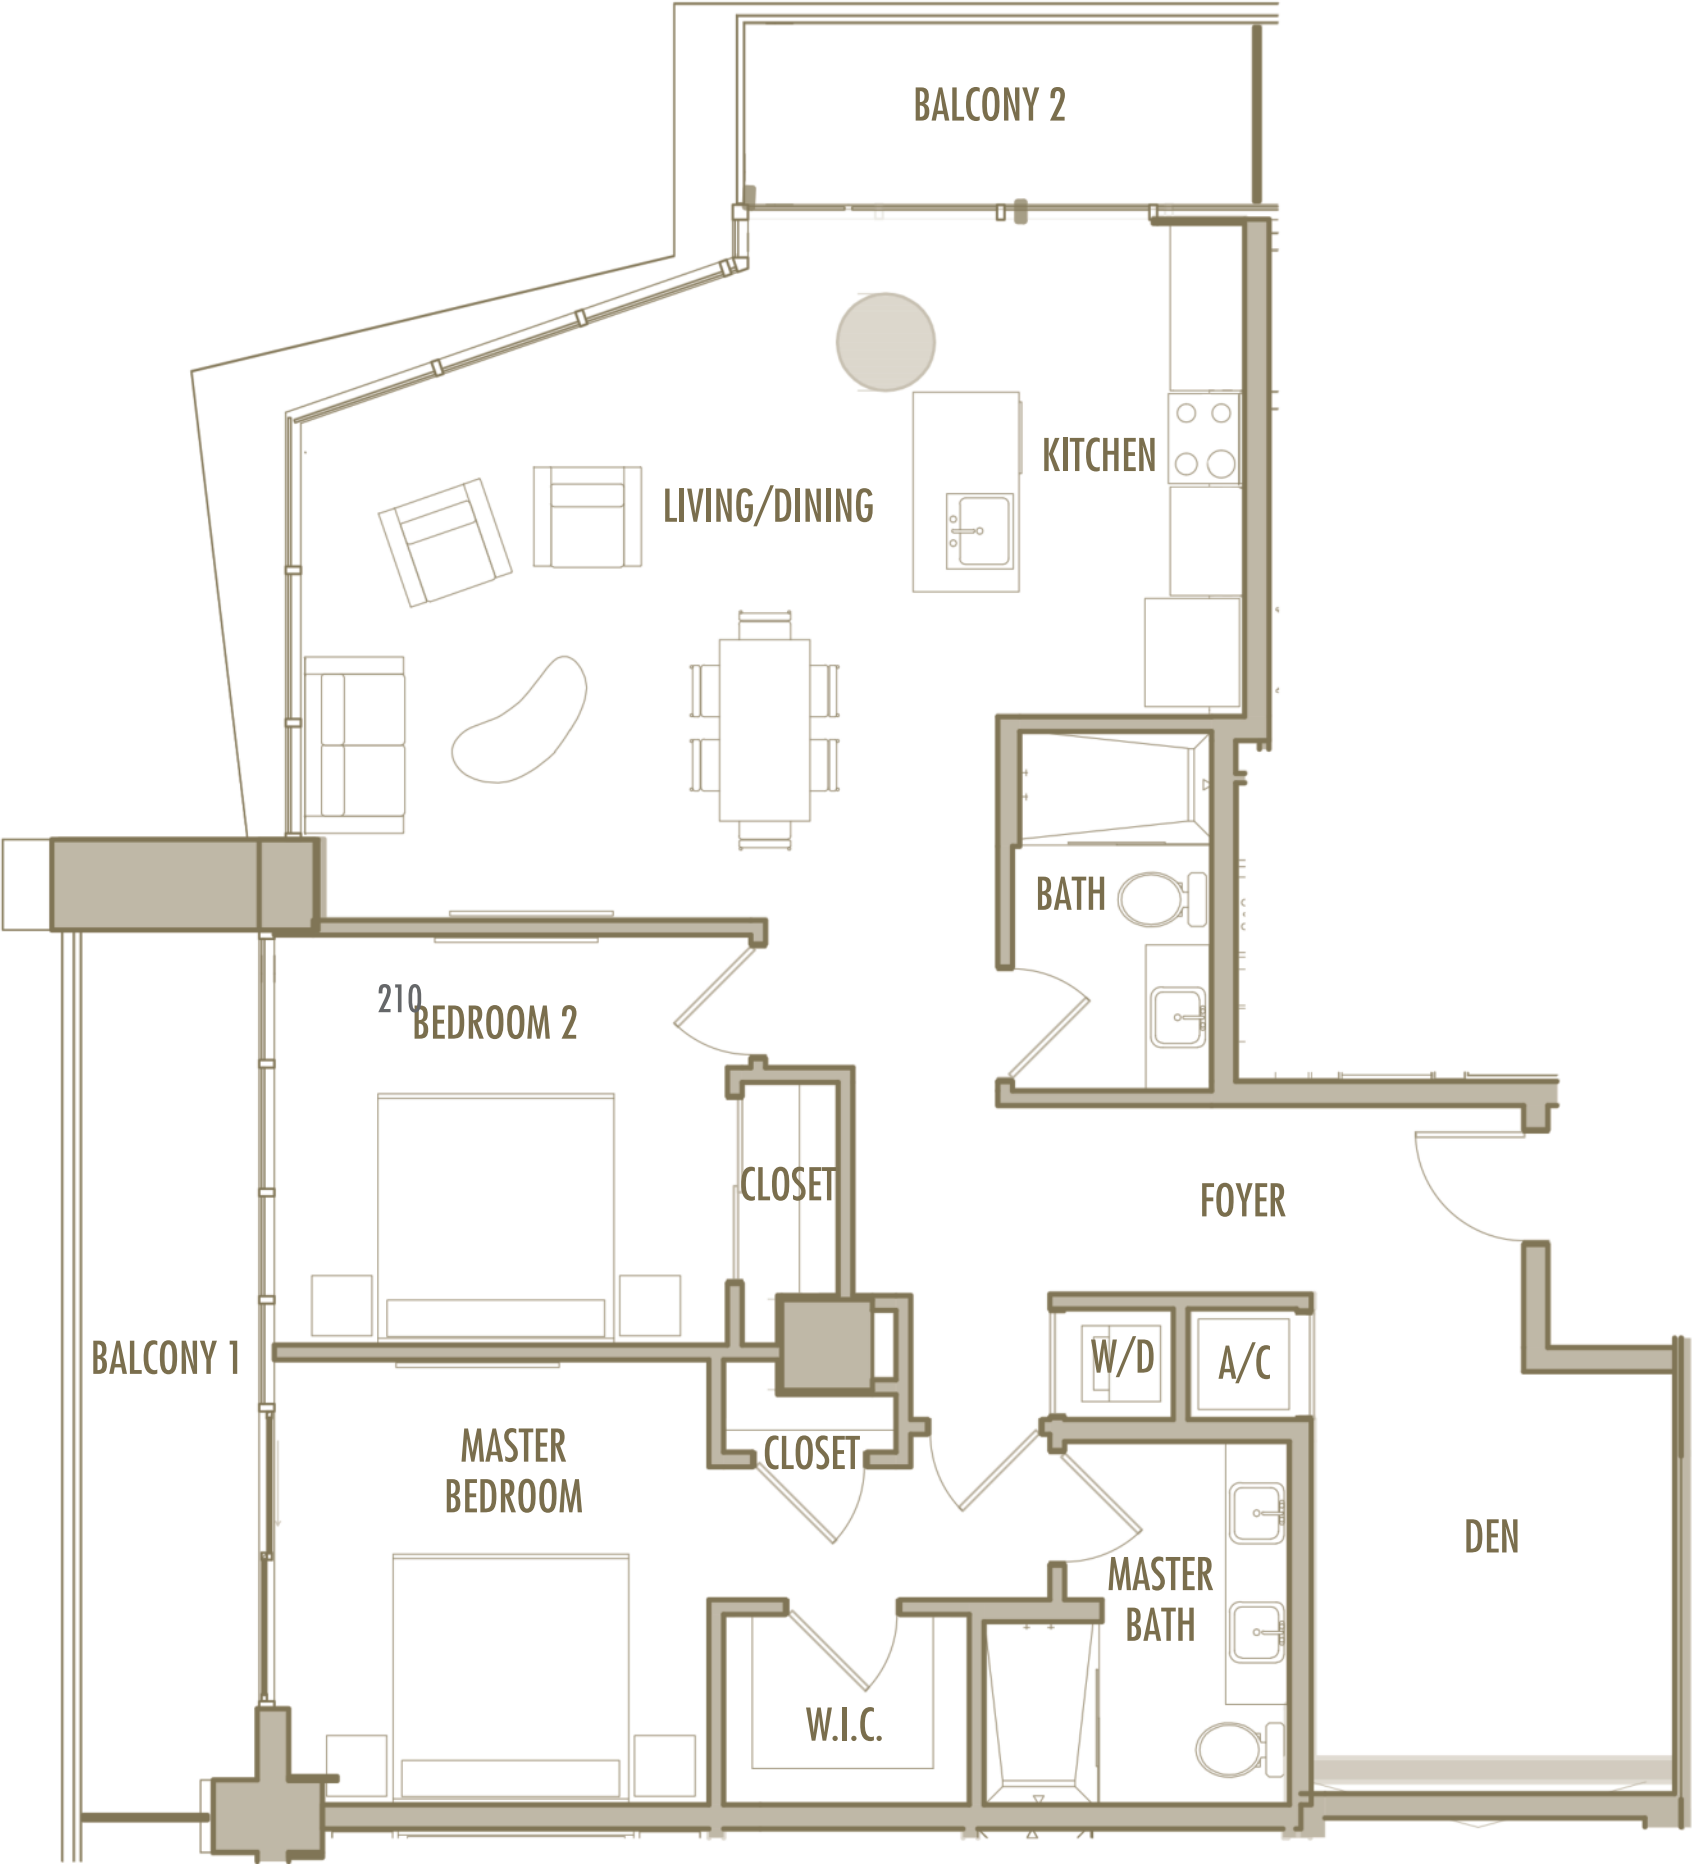 BALCONY 2
KITCHEN
LIVING/DINING
BATH
210
BEDROOM 2
CLOSET
FOYER
BALCONY 1
W/D
A/C
MASTER
BEDROOM
CLOSET
DEN
MASTER
BATH
W.I.C.